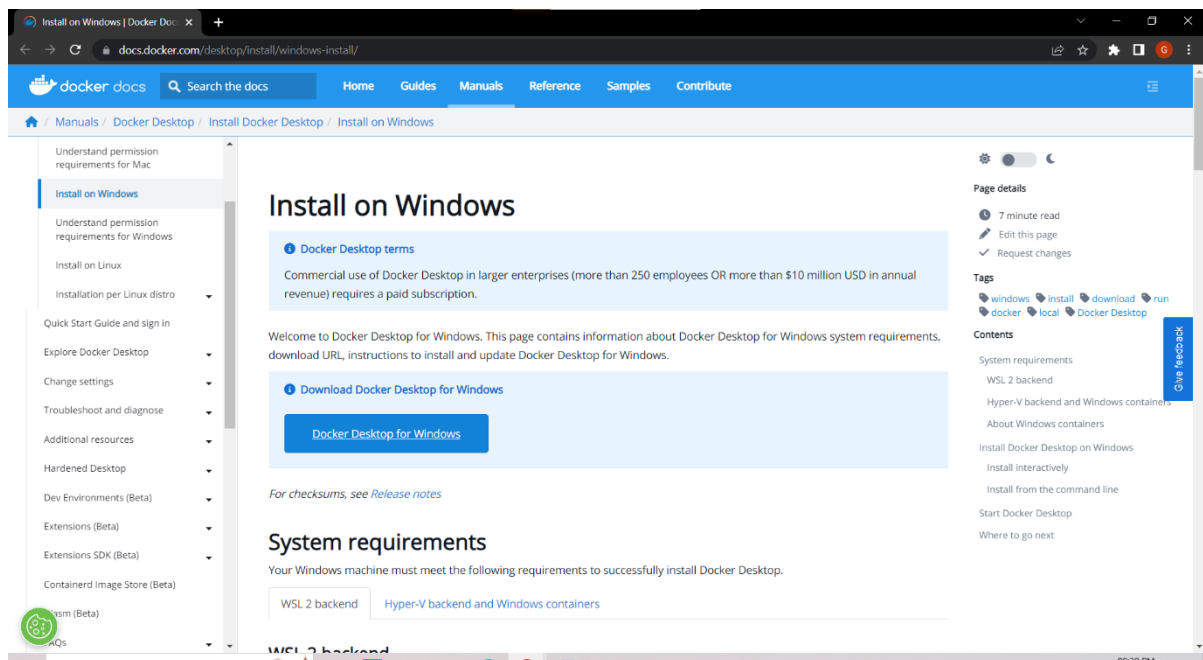 Install on Windows | Docker Doc
docs.docker.com/desktop/install/windows-install/
G
docker docs
Search the docs
Home
Guides
Manuals
Reference
Samples
Contribute
/ Manuals / Docker Desktop / Install Docker Desktop / Install on Windows
Understand permission
requirements for Mac
Install on Windows
Understand permission
requirements for Windows
Install on Linux
Installation per Linux distro
Quick Start Guide and sign in
Explore Docker Desktop
Change settings
Troubleshoot and diagnose
Additional resources
Hardened Desktop
Dev Environments (Beta)
Extensions (Beta)
Extensions SDK (Beta)
Containerd Image Store (Beta)
(Beta)
Install on Windows
Docker Desktop terms
Commercial use of Docker Desktop in larger enterprises (more than 250 employees OR more than $10 million USD in annual
revenue) requires a paid subscription.
Welcome to Docker Desktop for Windows. This page contains information about Docker Desktop for Windows system requirements,
download URL, instructions to install and update Docker Desktop for Windows.
Download Docker Desktop for Windows
Docker Desktop for Windows
For checksums, see Release notes
System requirements
Your Windows machine must meet the following requirements to successfully install Docker Desktop.
WSL 2 backend
Hyper-V backend and Windows containers
WSL 2 backend
Page details
7 minute read
Edit this page
Request changes
Tags
windows install download run
docker local Docker Desktop
Contents
System requirements
WSL 2 backend
Hyper-V backend and Windows containers
About Windows containers
Install Docker Desktop on Windows
Install interactively
Install from the command line
Start Docker Desktop
Where to go next
Give feedback